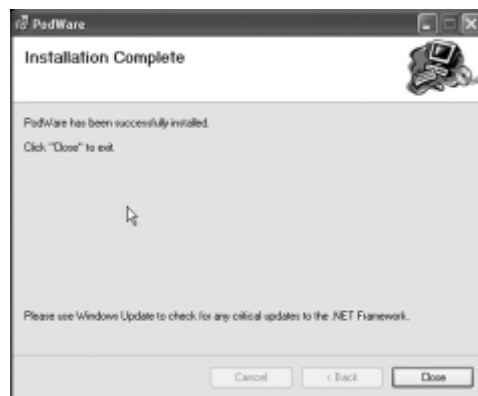 PodWare
Installation Complete
PodWare has been successfully installed.
Click "Close" to exit.
Please use Windows Update to check for any critical updates to the .NET Framework.
Cancel
< Back
Close